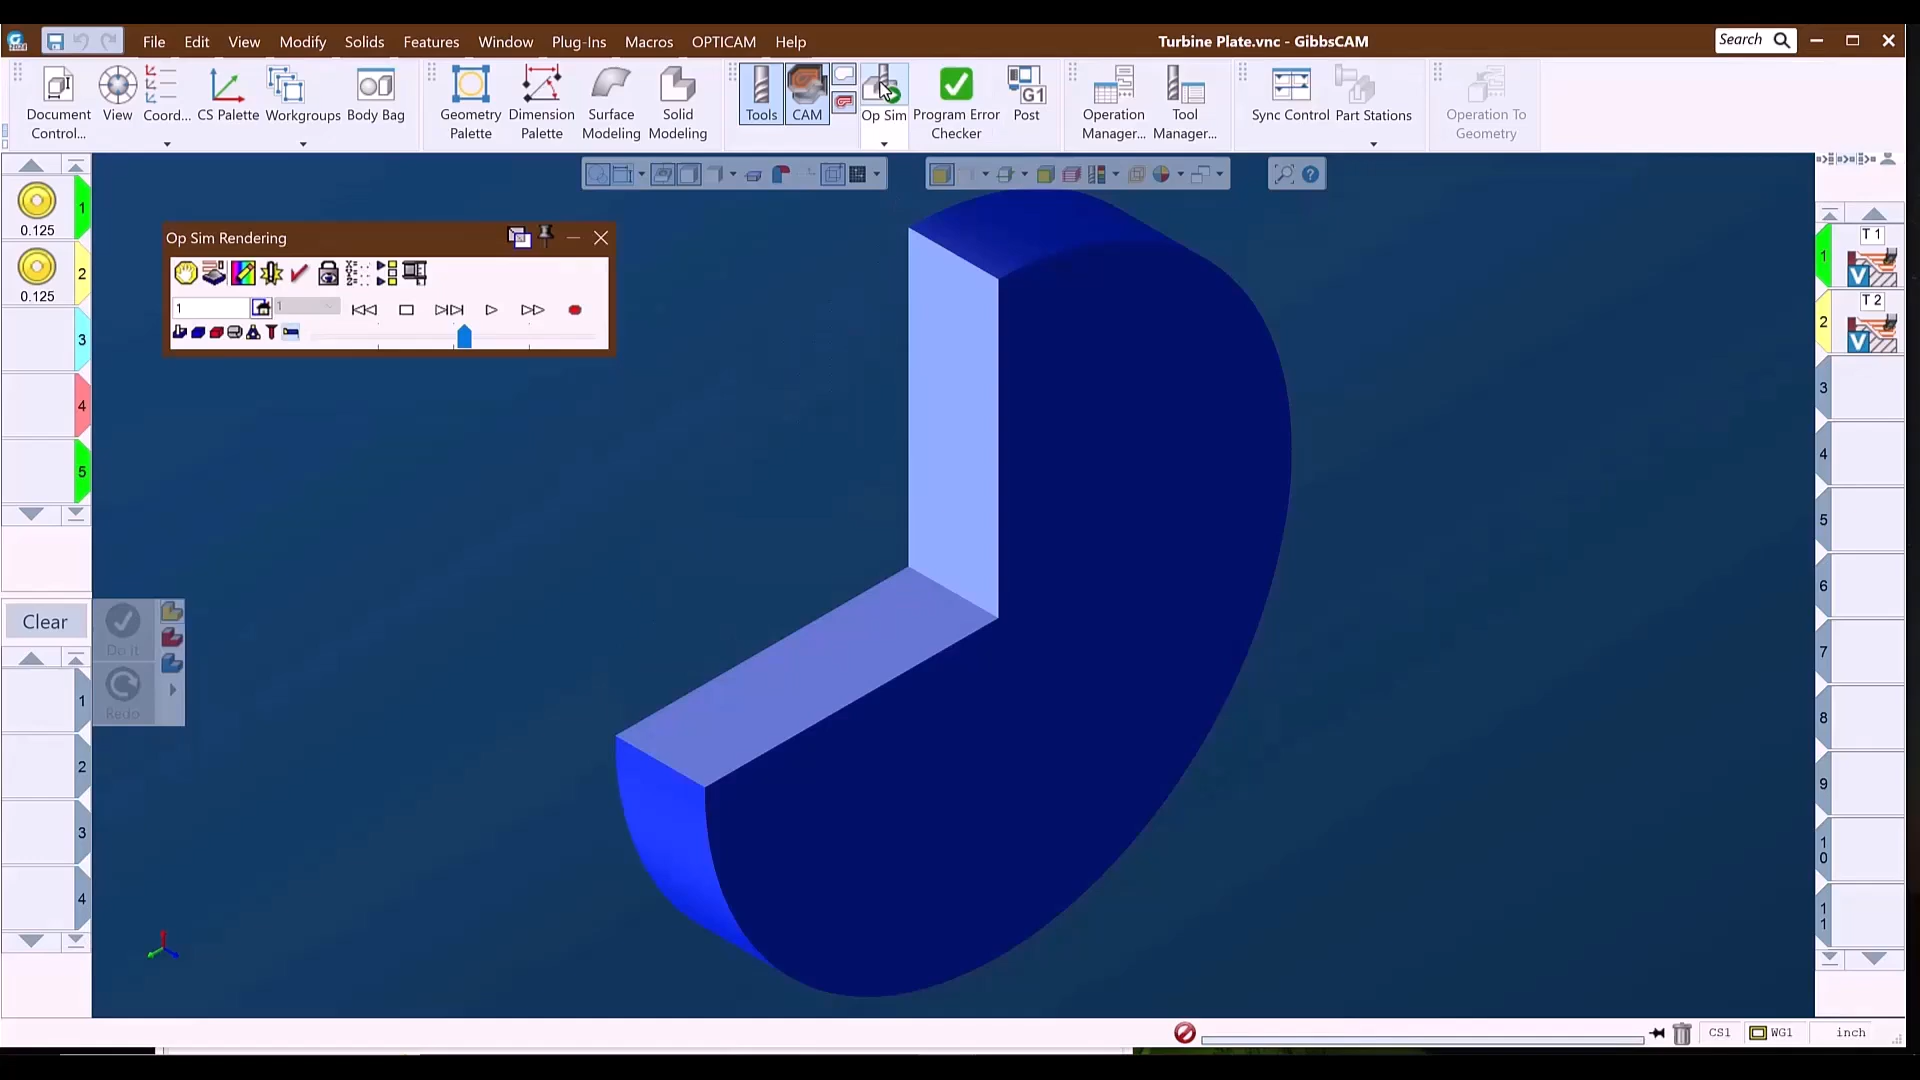 File Edit View Modify Solids Features Window Plug-Ins Macros OPTICAM Help
Turbine Plate.vnc - GibbsCAM
Search
Document Control...
View
Coord...
CS Palette
Workgroups
Body Bag
Geometry Palette
Dimension Palette
Surface Modeling
Solid Modeling
Tools
CAM
Op Sim
Program Error Checker
G1
Post
Operation Manager...
Tool Manager...
Sync Control
Part Stations
Operation To Geometry
0.125
1
0.125
2
3
4
5
Op Sim Rendering
1
1
Clear
Do It
Redo
1
2
3
4
T 1
1
V
T 2
2
V
3
4
5
6
7
8
9
10
11
CS1
WG1
inch